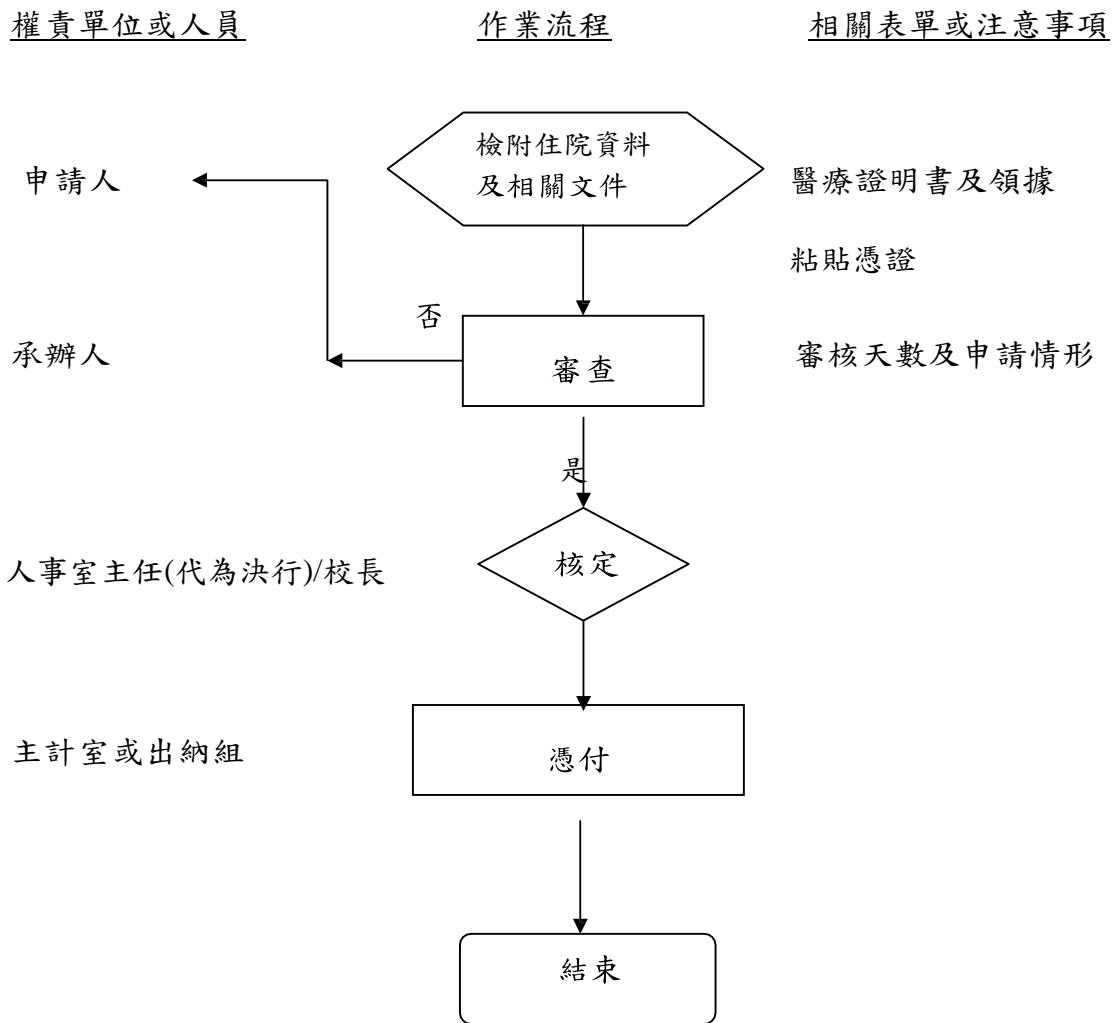 權責單位或人員 作業流程 相關表單或注意事項
檢附住院資料
及相關文件
申請人
醫療證明書及領據
粘貼憑證
否
承辦人
審查
審核天數及申請情形
是
人事室主任(代為決行)/校長
核定
主計室或出納組
憑付
結束